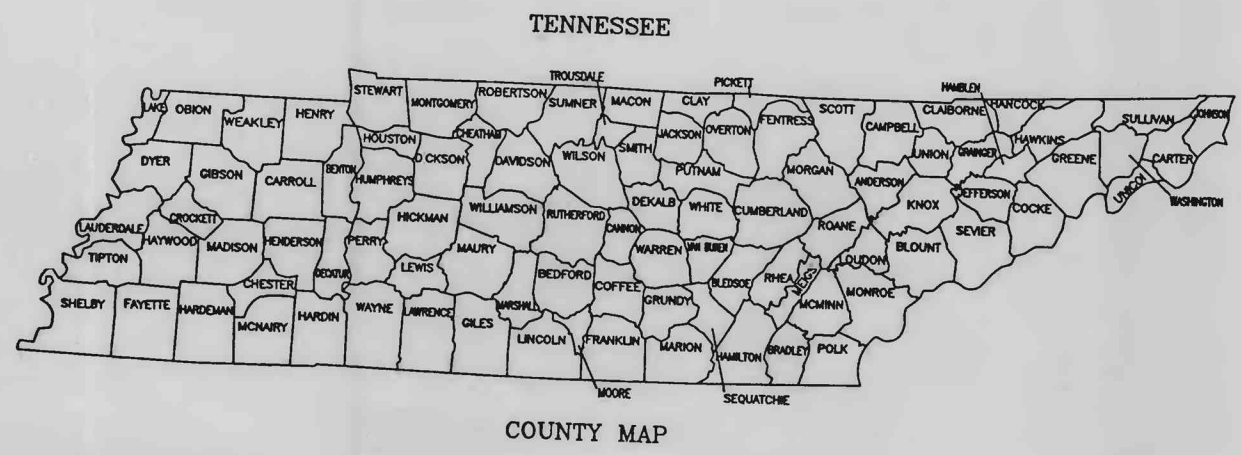 TENNESSEE
TROUSDALE
PICKETT
HAMBLEN
STEWART
ROBERTSON
MONTGOMERY
SUMNER
MACON
CLAY
SCOTT
CLAIBORNE
HANCOCK
LAKE
OBION
WEAKLEY
HENRY
HOUSTON
CHEATHAM
SMITH
JACKSON
OVERTON
FENTRESS
CAMPBELL
HAWKINS
SULLIVAN
JOHNSON
DYER
GIBSON
CARROLL
BENTON
HUMPHREYS
DICKSON
DAVIDSON
WILSON
PUTNAM
MORGAN
UNION
GRAINGER
GREENE
CARTER
ANDERSON
UNICOI
WASHINGTON
LAUDERDALE
CROCKETT
HICKMAN
WILLIAMSON
RUTHERFORD
DEKALB
WHITE
CUMBERLAND
KNOX
JEFFERSON
COCKE
TIPTON
HAYWOOD
MADISON
HENDERSON
DECATUR
PERRY
MAURY
CANNON
WARREN
VAN BUREN
ROANE
LOUDON
BLOUNT
SEVIER
CHESTER
LEWIS
BEDFORD
COFFEE
BLEDSOE
RHEA
MEIGS
MONROE
SHELBY
FAYETTE
HARDEMAN
MCNAIRY
HARDIN
WAYNE
LAWRENCE
GILES
MARSHALL
GRUNDY
MCMINN
LINCOLN
FRANKLIN
MARION
HAMILTON
BRADLEY
POLK
MOORE
SEQUATCHIE
COUNTY MAP